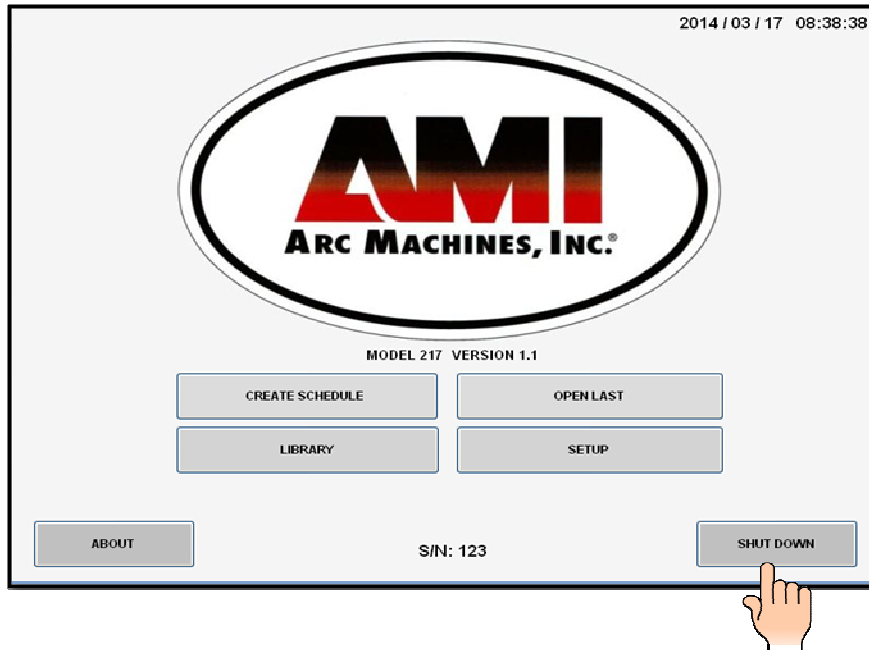 2014 / 03 / 17 08:38:38
AMI
ARC MACHINES, INC.®
MODEL 217 VERSION 1.1
CREATE SCHEDULE
OPEN LAST
LIBRARY
SETUP
ABOUT
S/N: 123
SHUT DOWN